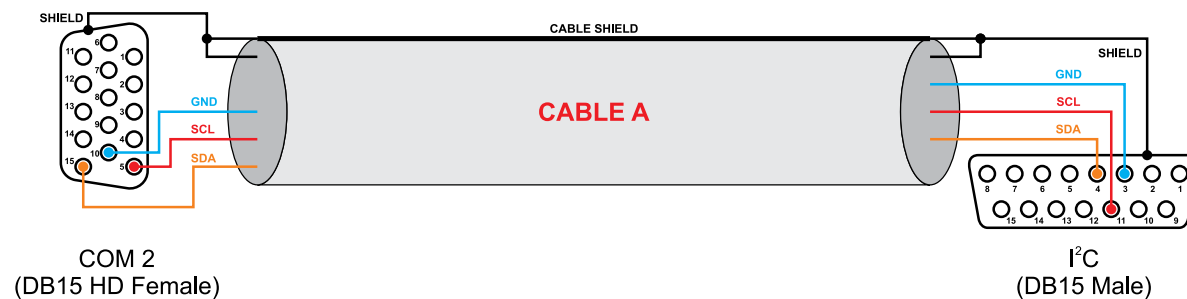 SHIELD
CABLE SHIELD
6
11
1
SHIELD
7
12
2
GND
8
13
GND
3
CABLE A
SCL
9
14
SCL
4
SDA
10
15
5
SDA
8
7
6
5
4
3
2
1
15
14
13
12
11
10
9
COM 2
(DB15 HD Female)
I²C
(DB15 Male)